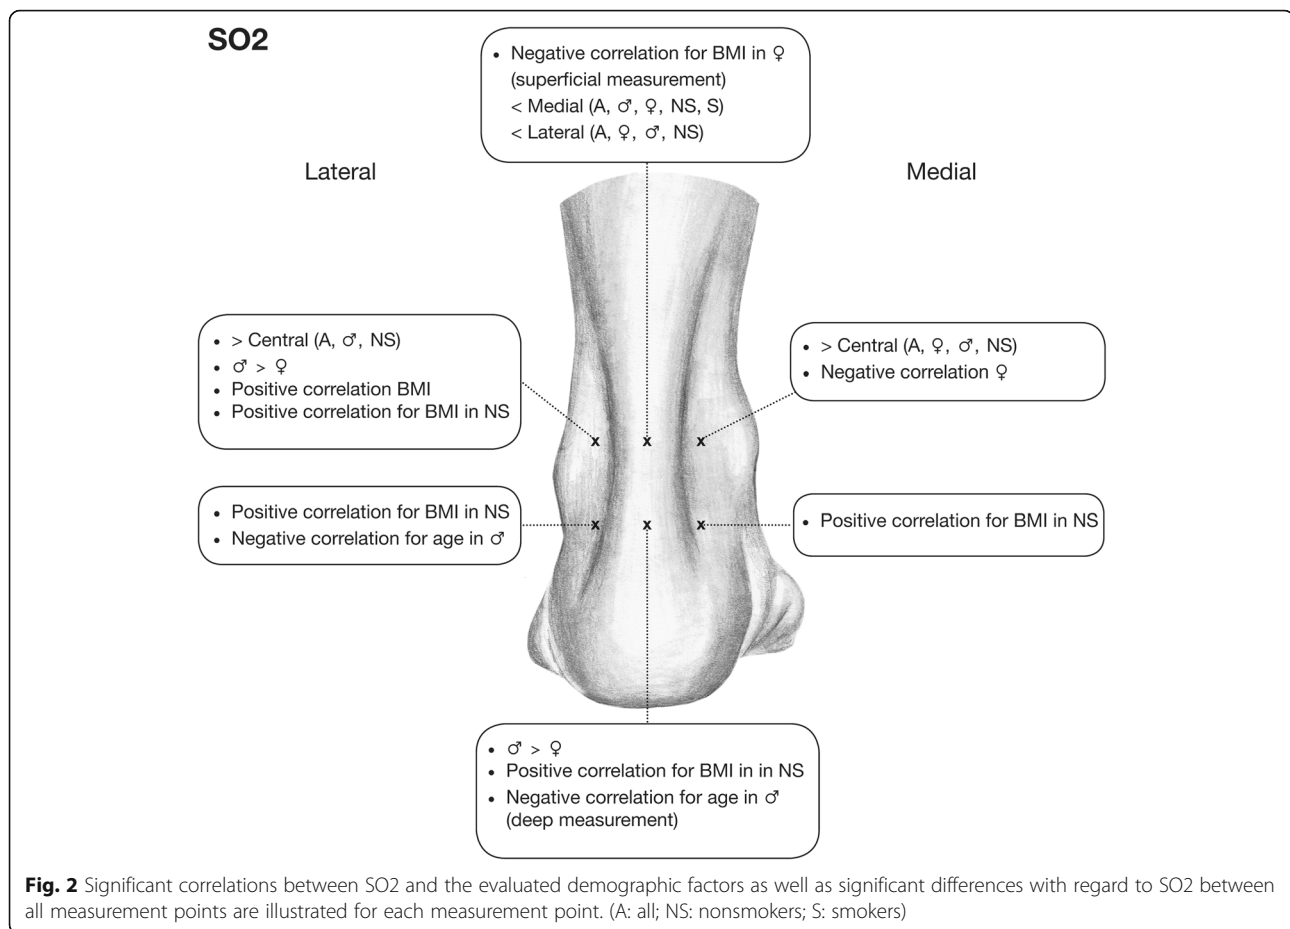 SO2
• Negative correlation for BMI in ♀
(superficial measurement)
< Medial (A, ♂, ♀, NS, S)
< Lateral (A, ♀, ♂, NS)
Lateral
Medial
• > Central (A, ♂, NS)
• ♂ > ♀
• Positive correlation BMI
• Positive correlation for BMI in NS
• > Central (A, ♀, ♂, NS)
• Negative correlation ♀
x x x
• Positive correlation for BMI in NS
• Negative correlation for age in ♂
• Positive correlation for BMI in NS
x x x
• ♂ > ♀
• Positive correlation for BMI in in NS
• Negative correlation for age in ♂
(deep measurement)
Fig. 2 Significant correlations between SO2 and the evaluated demographic factors as well as significant differences with regard to SO2 between
all measurement points are illustrated for each measurement point. (A: all; NS: nonsmokers; S: smokers)